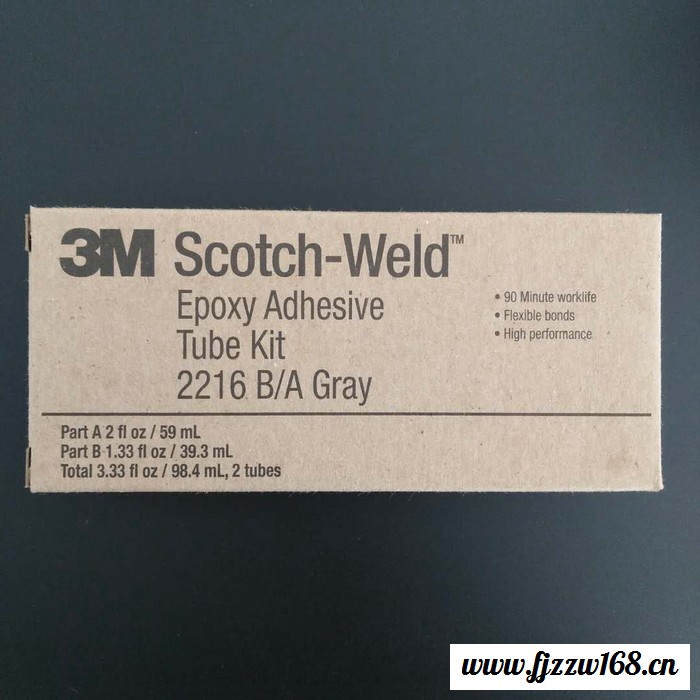 3M Scotch-Weld™
Epoxy Adhesive
Tube Kit
2216 B/A Gray
• 90 Minute worklife
• Flexible bonds
• High performance
Part A 2 fl oz / 59 mL
Part B 1.33 fl oz / 39.3 mL
Total 3.33 fl oz / 98.4 mL, 2 tubes
www.fjzzw168.cn